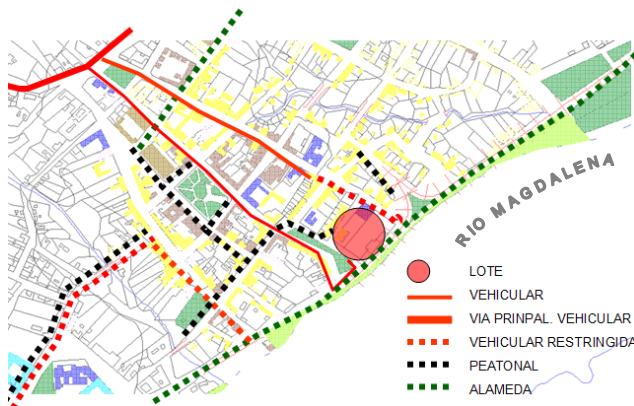 RIO MAGDALENA
LOTE
VEHICULAR
VIA PRINPAL. VEHICULAR
VEHICULAR RESTRINGIDA
PEATONAL
ALAMEDA